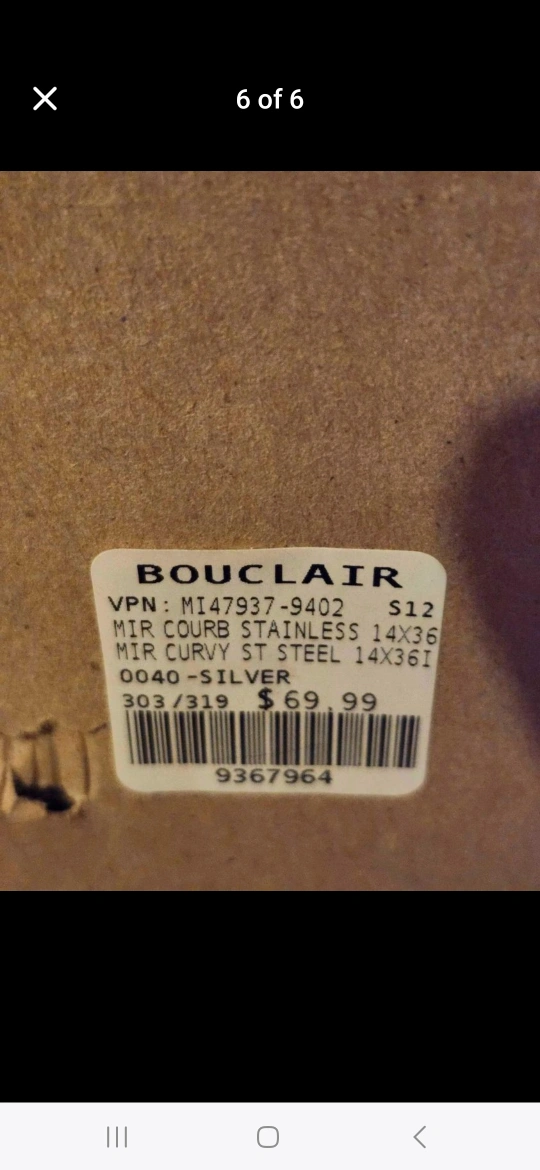 6 of 6
BOUCLAIR
VPN: MI47937-9402 S12
MIR COURB STAINLESS 14X36
MIR CURVY ST STEEL 14X36I
0040-SILVER
303/319 $69.99
9367964